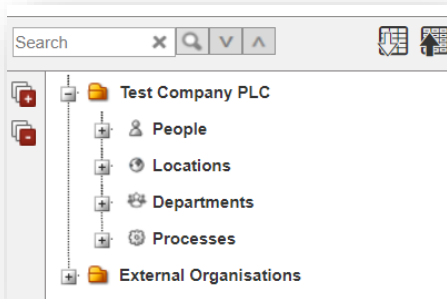 Search
Test Company PLC
People
Locations
Departments
Processes
External Organisations